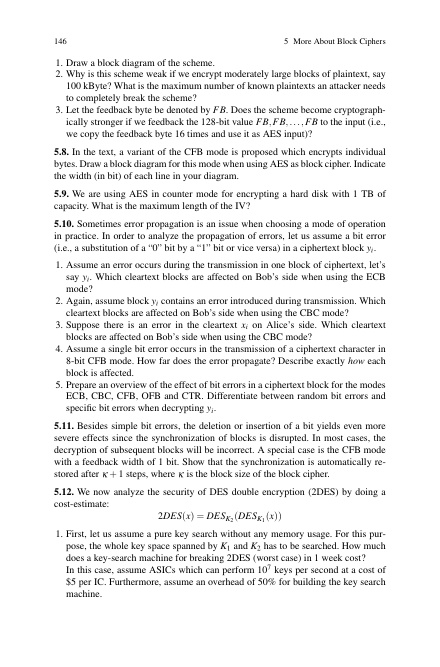 146 5 More About Block Ciphers
1. Draw a block diagram of the scheme.
2. Why is this scheme weak if we encrypt moderately large blocks of plaintext, say
100 kByte? What is the maximum number of known plaintexts an attacker needs
to completely break the scheme?
3. Let the feedback byte be denoted by FB. Does the scheme become cryptograph-
ically stronger if we feedback the 128-bit value FB,FB,...,FB to the input (i.e.,
we copy the feedback byte 16 times and use it as AES input)?
5.8. In the text, a variant of the CFB mode is proposed which encrypts individual
bytes. Draw a block diagram for this mode when using AES as block cipher. Indicate
the width (in bit) of each line in your diagram.
5.9. We are using AES in counter mode for encrypting a hard disk with 1 TB of
capacity. What is the maximum length of the IV?
5.10. Sometimes error propagation is an issue when choosing a mode of operation
in practice. In order to analyze the propagation of errors, let us assume a bit error
(i.e., a substitution of a “0” bit by a “1” bit or vice versa) in a ciphertext block yᵢ.
1. Assume an error occurs during the transmission in one block of ciphertext, let’s
say yᵢ. Which cleartext blocks are affected on Bob’s side when using the ECB
mode?
2. Again, assume block yᵢ contains an error introduced during transmission. Which
cleartext blocks are affected on Bob’s side when using the CBC mode?
3. Suppose there is an error in the cleartext xᵢ on Alice’s side. Which cleartext
blocks are affected on Bob’s side when using the CBC mode?
4. Assume a single bit error occurs in the transmission of a ciphertext character in
8-bit CFB mode. How far does the error propagate? Describe exactly how each
block is affected.
5. Prepare an overview of the effect of bit errors in a ciphertext block for the modes
ECB, CBC, CFB, OFB and CTR. Differentiate between random bit errors and
specific bit errors when decrypting yᵢ.
5.11. Besides simple bit errors, the deletion or insertion of a bit yields even more
severe effects since the synchronization of blocks is disrupted. In most cases, the
decryption of subsequent blocks will be incorrect. A special case is the CFB mode
with a feedback width of 1 bit. Show that the synchronization is automatically re-
stored after κ + 1 steps, where κ is the block size of the block cipher.
5.12. We now analyze the security of DES double encryption (2DES) by doing a
cost-estimate:
2DES(x) = DES_K₂(DES_K₁(x))
1. First, let us assume a pure key search without any memory usage. For this pur-
pose, the whole key space spanned by K₁ and K₂ has to be searched. How much
does a key-search machine for breaking 2DES (worst case) in 1 week cost?
In this case, assume ASICs which can perform 10⁷ keys per second at a cost of
$5 per IC. Furthermore, assume an overhead of 50% for building the key search
machine.